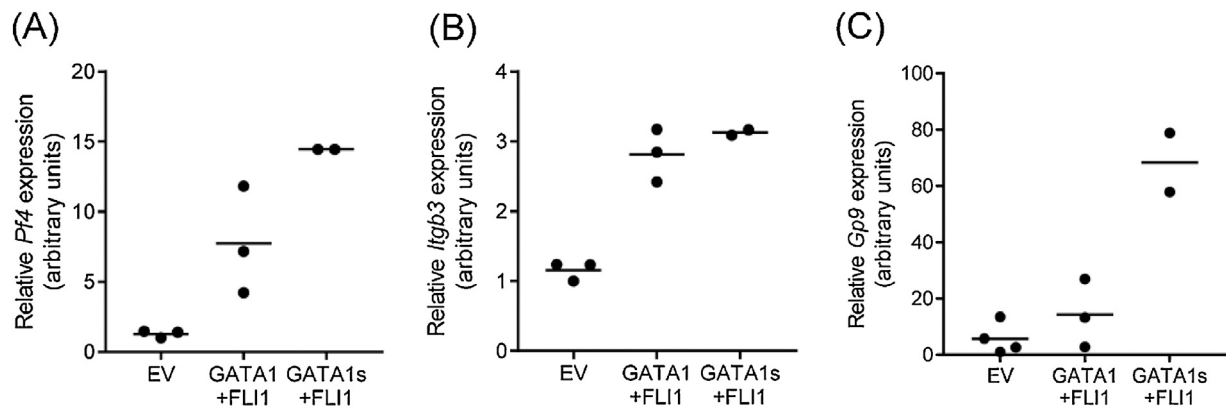 (A)
Relative Pf4 expression
(arbitrary units)
20
15
10
5
0
EV
GATA1
+FLI1
GATA1s
+FLI1
(B)
Relative Itgb3 expression
(arbitrary units)
4
3
2
1
0
EV
GATA1
+FLI1
GATA1s
+FLI1
(C)
Relative Gp9 expression
(arbitrary units)
100
80
60
40
20
0
EV
GATA1
+FLI1
GATA1s
+FLI1